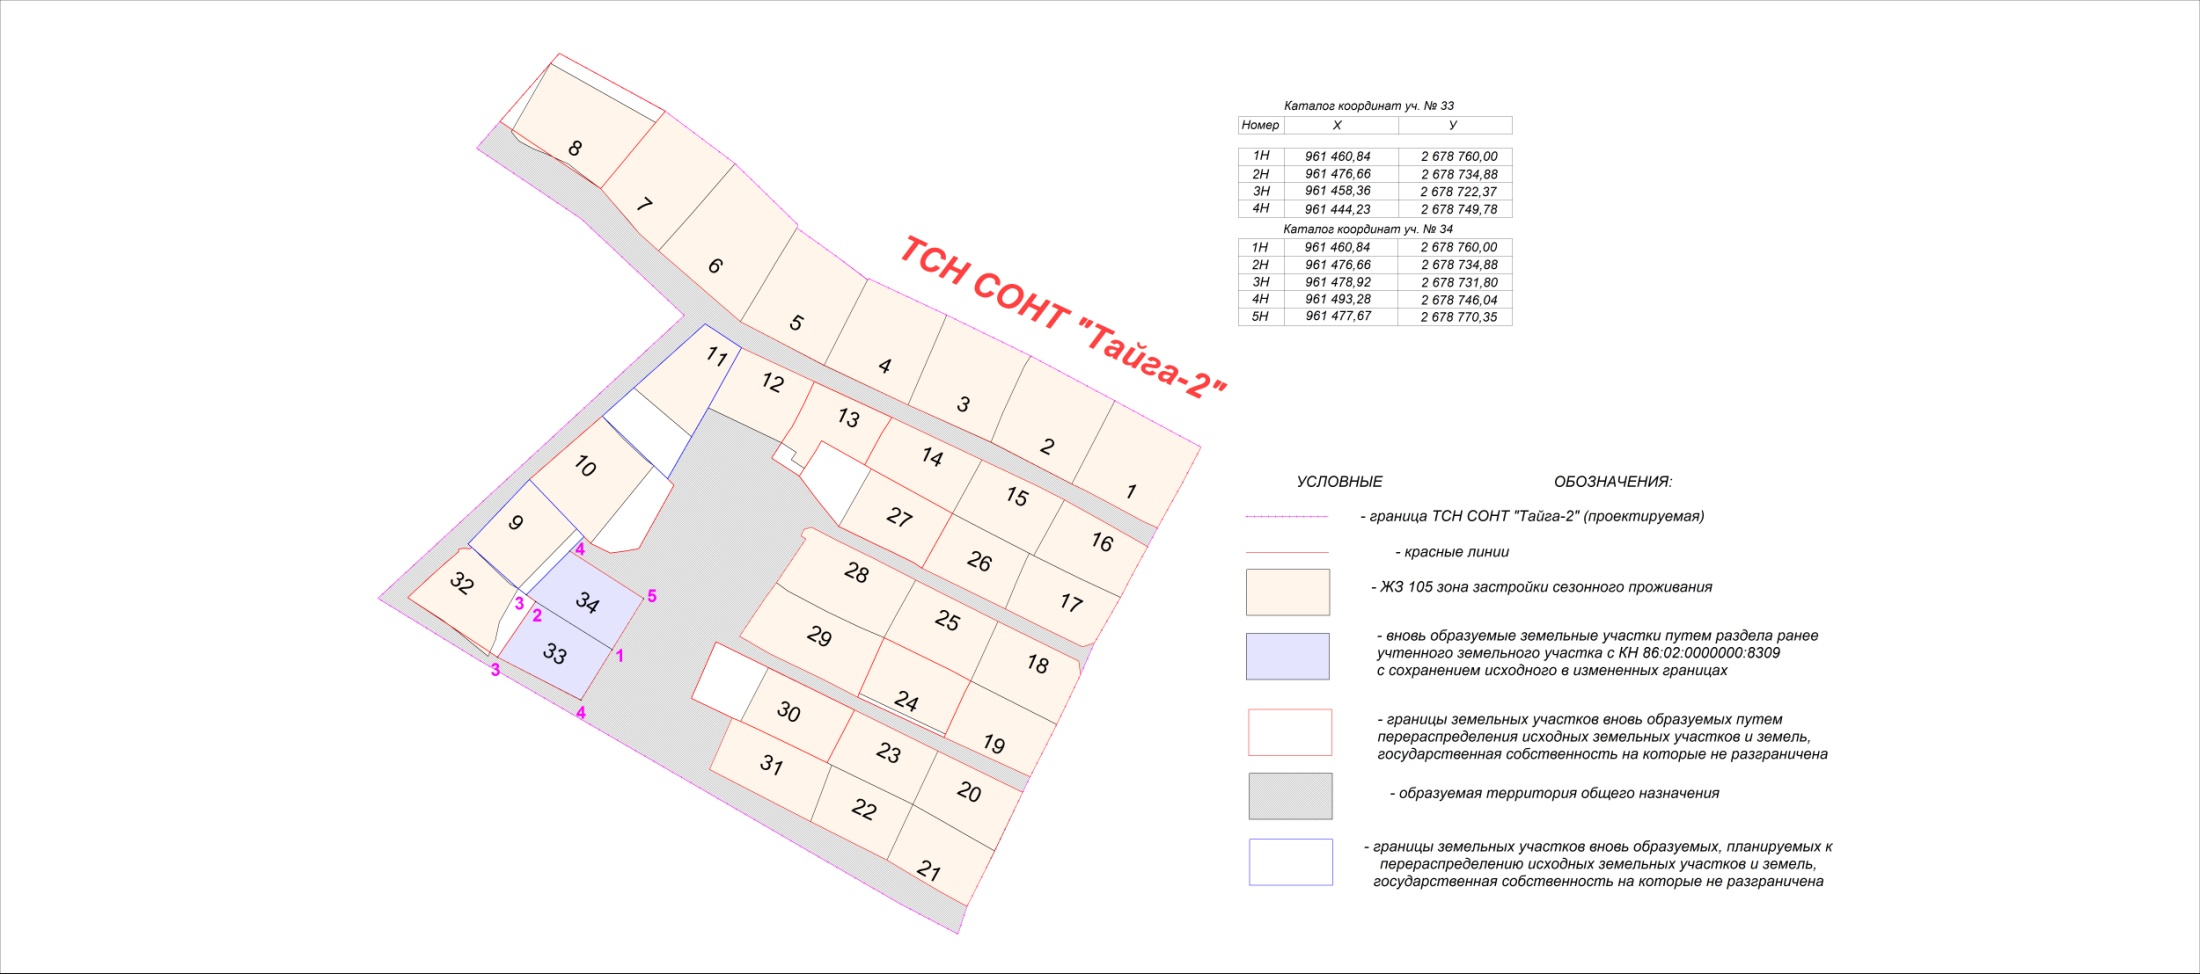 Каталог координат уч. № 33
Номер X У
1Н 961 460,84 2 678 760,00
2Н 961 476,66 2 678 734,88
3Н 961 458,36 2 678 722,37
4Н 961 444,23 2 678 749,78
Каталог координат уч. № 34
1Н 961 460,84 2 678 760,00
2Н 961 476,66 2 678 734,88
3Н 961 478,92 2 678 731,80
4Н 961 493,28 2 678 746,04
5Н 961 477,67 2 678 770,35
ТСН СОНТ "Тайга-2"
8
7
6
5
4
3
2
1
11
12
13
14
15
16
10
27
26
17
9
28
25
18
32
34
33
29
24
19
30
23
20
31
22
21
4
5
3
2
1
3
4
УСЛОВНЫЕ ОБОЗНАЧЕНИЯ:
- граница ТСН СОНТ "Тайга-2" (проектируемая)
- красные линии
- ЖЗ 105 зона застройки сезонного проживания
- вновь образуемые земельные участки путем раздела ранее
учтенного земельного участка с КН 86:02:0000000:8309
с сохранением исходного в измененных границах
- границы земельных участков вновь образуемых путем
перераспределения исходных земельных участков и земель,
государственная собственность на которые не разграничена
- образуемая территория общего назначения
- границы земельных участков вновь образуемых, планируемых к
перераспределению исходных земельных участков и земель,
государственная собственность на которые не разграничена